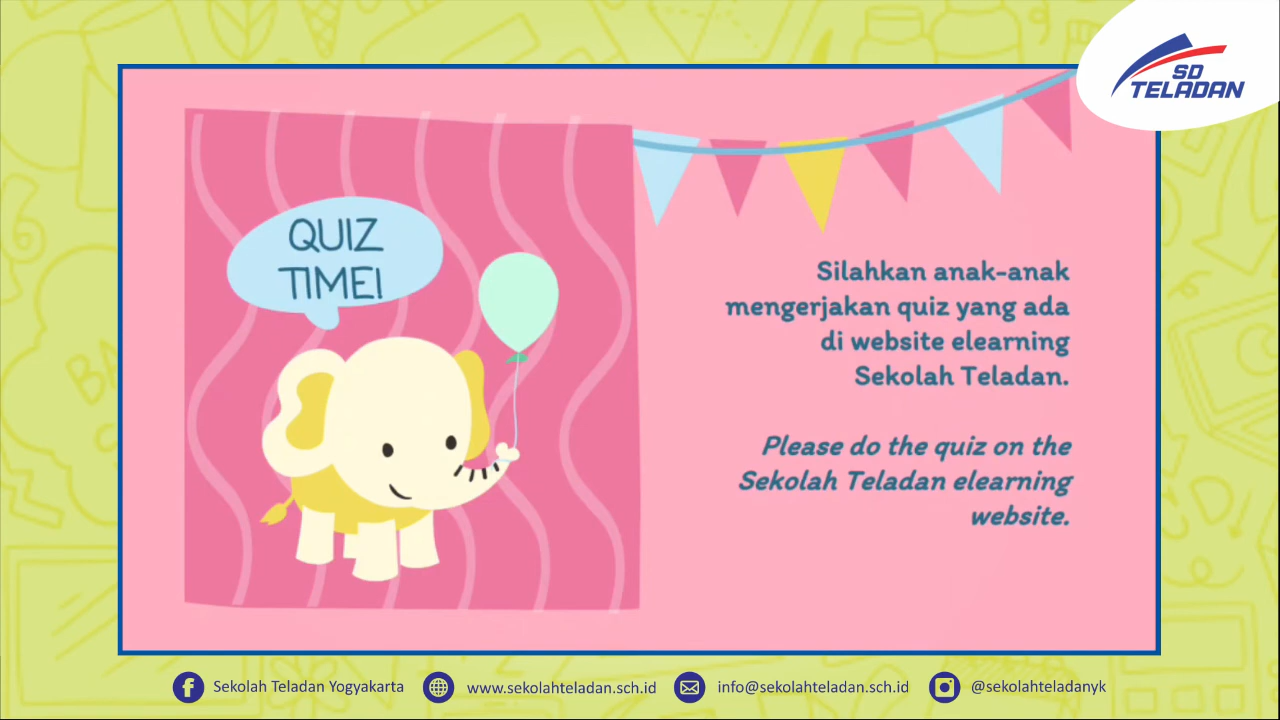 SD
TELADAN
QUIZ
TIME!
Silahkan anak-anak
mengerjakan quiz yang ada
di website elearning
Sekolah Teladan.
Please do the quiz on the
Sekolah Teladan elearning
website.
Sekolah Teladan Yogyakarta
www.sekolahteladan.sch.id
info@sekolahteladan.sch.id
@sekolahteladanyk